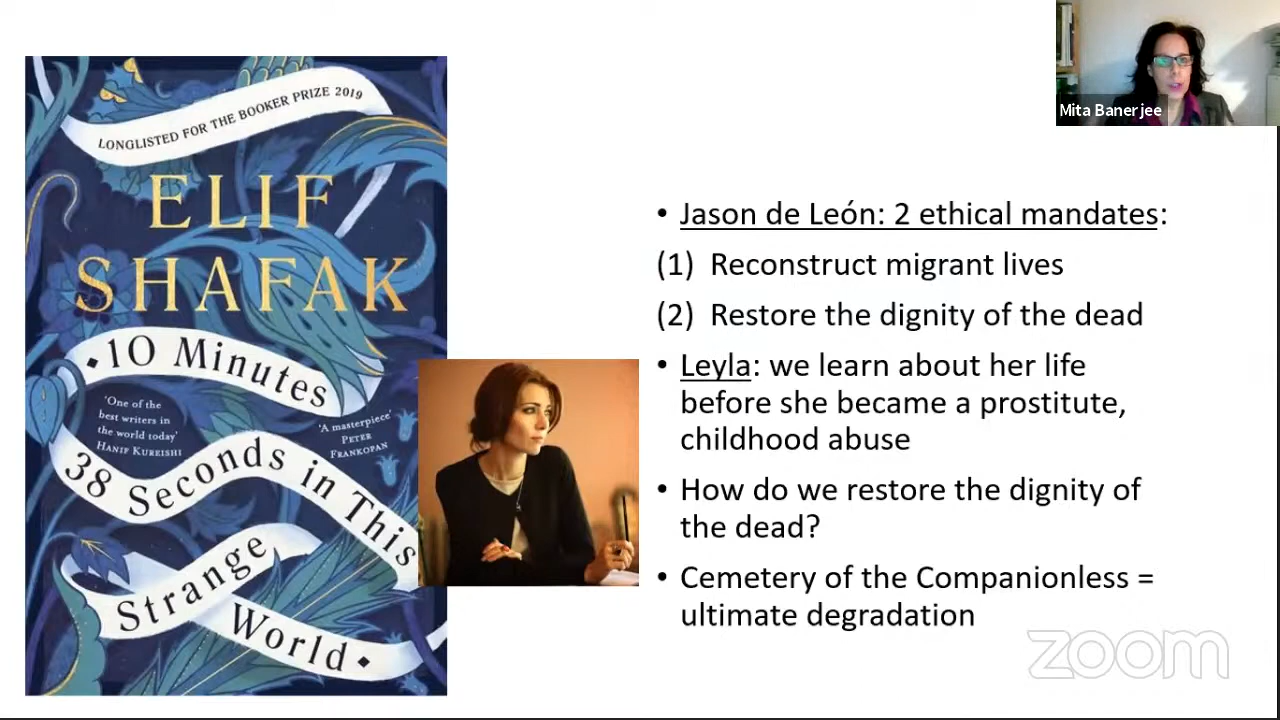 LONGLISTED FOR THE BOOKER PRIZE 2019
ELIF
SHAFAK
10 Minutes
'One of the
best writers in
the world today'
HANIF KUREISHI
'A masterpiece'
PETER
FRANKOPAN
38 Seconds in This
Strange
World
Mita Banerjee
• Jason de León: 2 ethical mandates:
(1) Reconstruct migrant lives
(2) Restore the dignity of the dead
• Leyla: we learn about her life
before she became a prostitute,
childhood abuse
• How do we restore the dignity of
the dead?
• Cemetery of the Companionless =
ultimate degradation
zoom